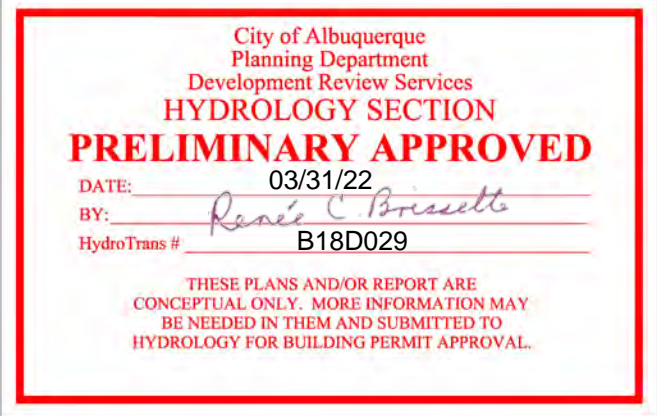 City of Albuquerque
Planning Department
Development Review Services
HYDROLOGY SECTION
PRELIMINARY APPROVED
DATE: 03/31/22
BY: Renée C. Brissette
HydroTrans # B18D029
THESE PLANS AND/OR REPORT ARE
CONCEPTUAL ONLY. MORE INFORMATION MAY
BE NEEDED IN THEM AND SUBMITTED TO
HYDROLOGY FOR BUILDING PERMIT APPROVAL.